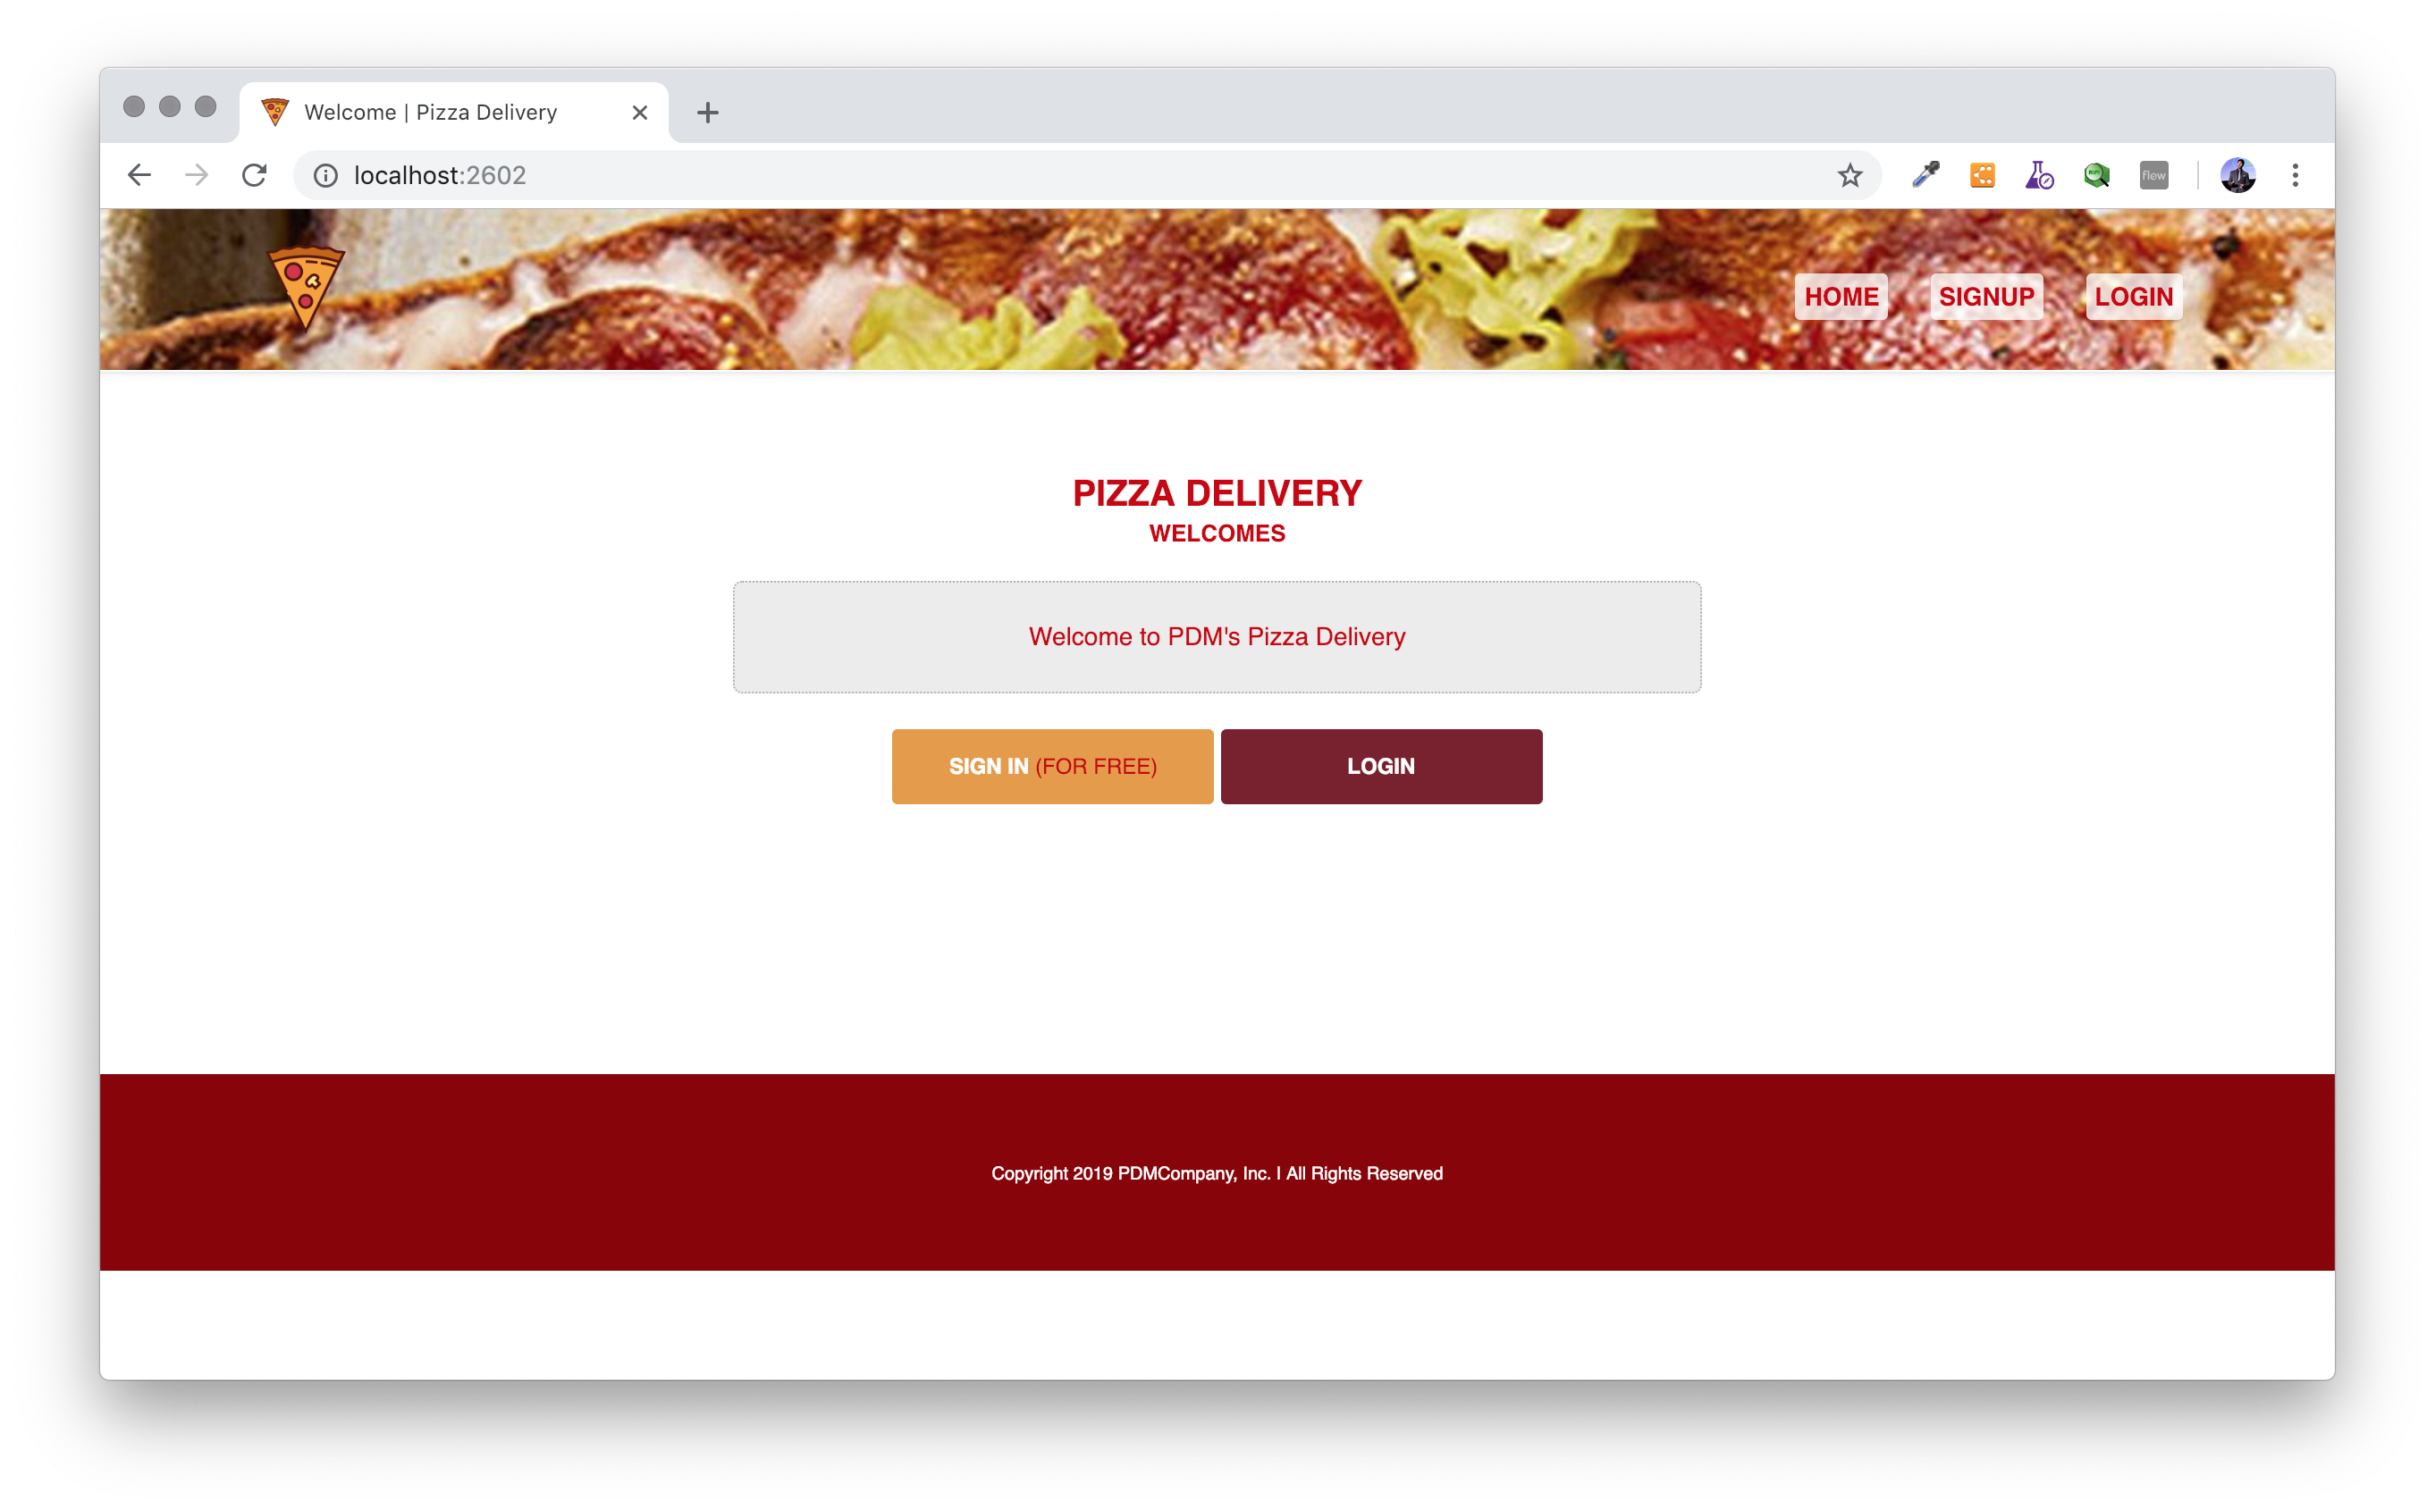 Welcome | Pizza Delivery
localhost:2602
flew
HOME SIGNUP LOGIN
PIZZA DELIVERY
WELCOMES
Welcome to PDM's Pizza Delivery
SIGN IN (FOR FREE) LOGIN
Copyright 2019 PDMCompany, Inc. | All Rights Reserved